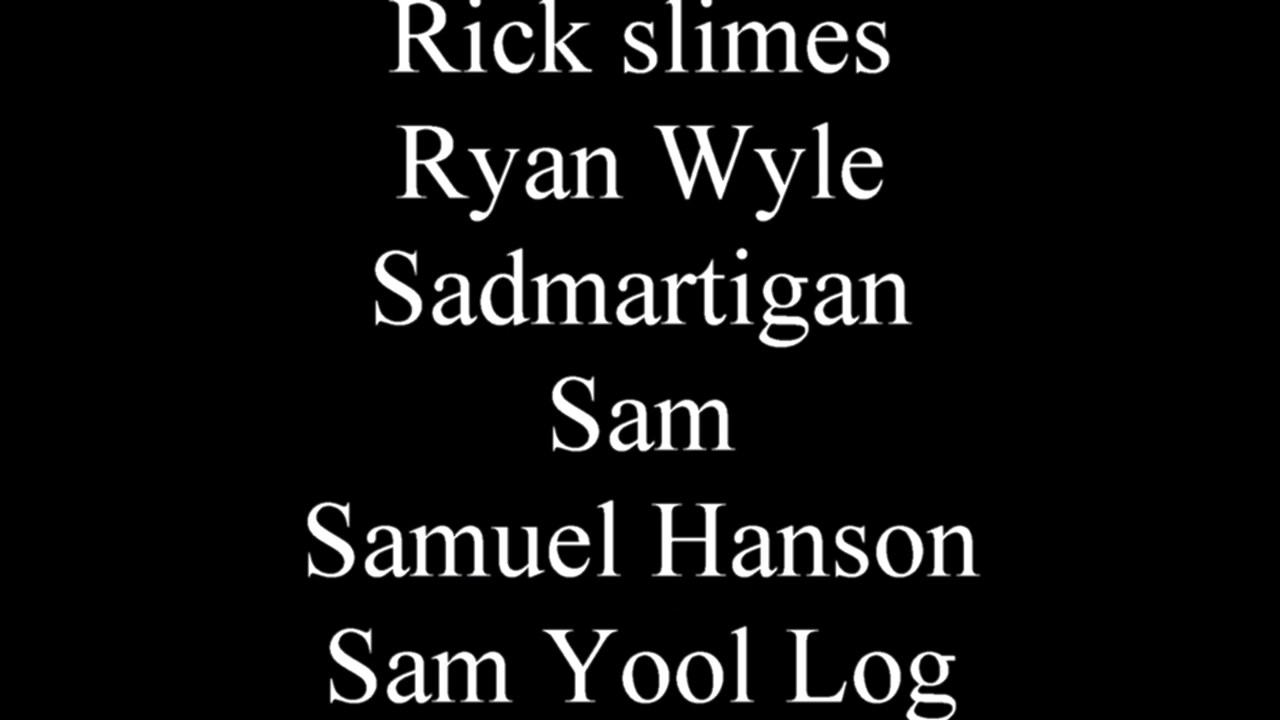 Rick slimes
Ryan Wyle
Sadmartigan
Sam
Samuel Hanson
Sam Yool Log